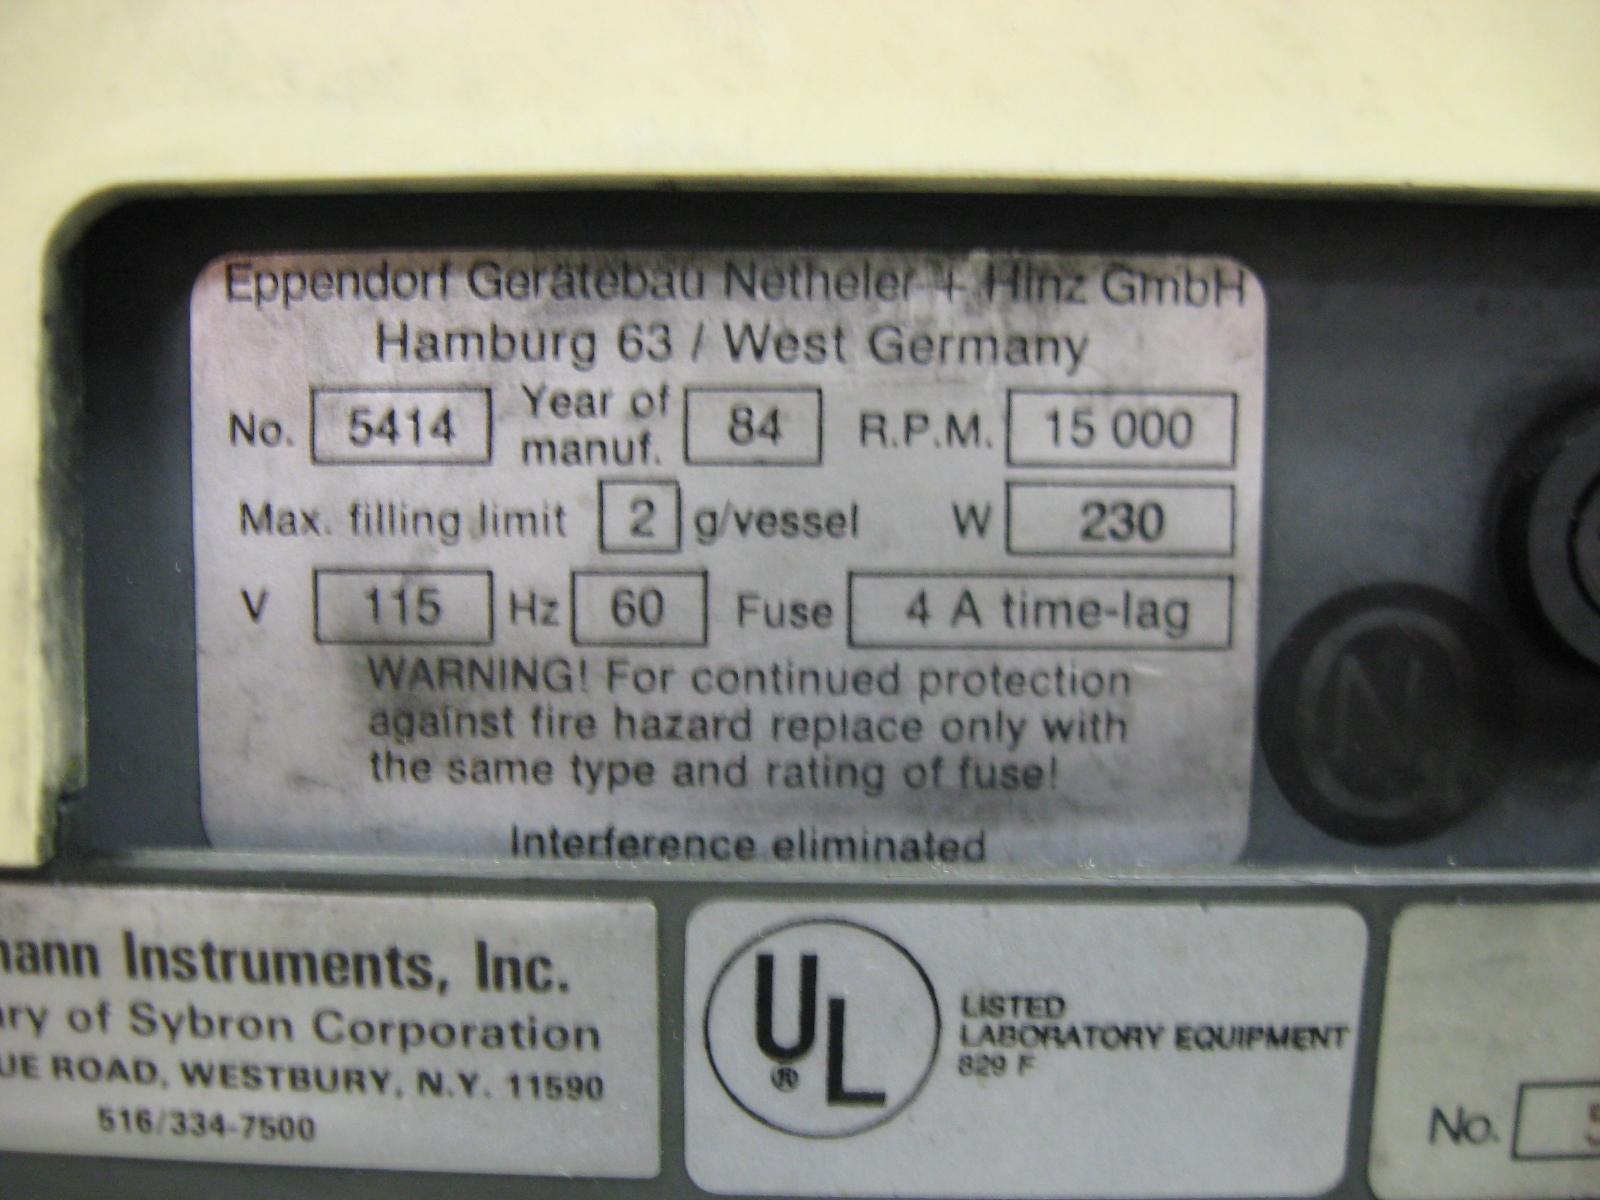 Eppendorf Gerätebau Netheler + Hinz GmbH
Hamburg 63 / West Germany
No. 5414 Year of manuf. 84 R.P.M. 15 000
Max. filling limit 2 g/vessel W 230
V 115 Hz 60 Fuse 4 A time-lag
WARNING! For continued protection
against fire hazard replace only with
the same type and rating of fuse!
Interference eliminated
mann Instruments, Inc.
ary of Sybron Corporation
UE ROAD, WESTBURY, N.Y. 11590
516/334-7500
UL
®
LISTED
LABORATORY EQUIPMENT
829 F
No. 5